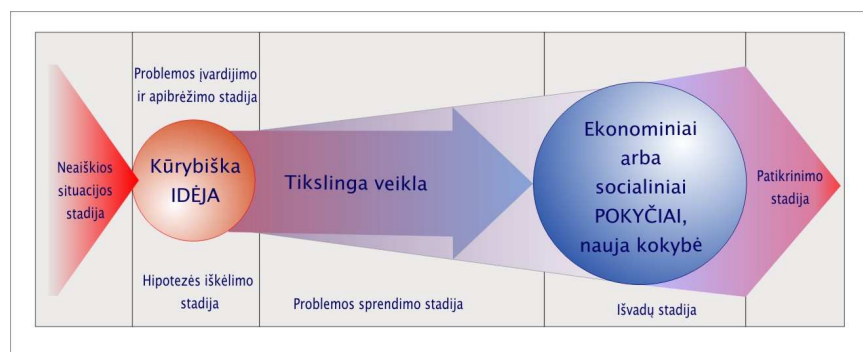 Neaiškios
situacijos
stadija
Problemos įvardijimo
ir apibrėžimo stadija
Kūrybiška
IDĖJA
Hipotezės iškėlimo
stadija
Tikslinga veikla
Problemos sprendimo stadija
Ekonominiai
arba
socialiniai
POKYČIAI,
nauja kokybė
Išvadų stadija
Patikrinimo
stadija